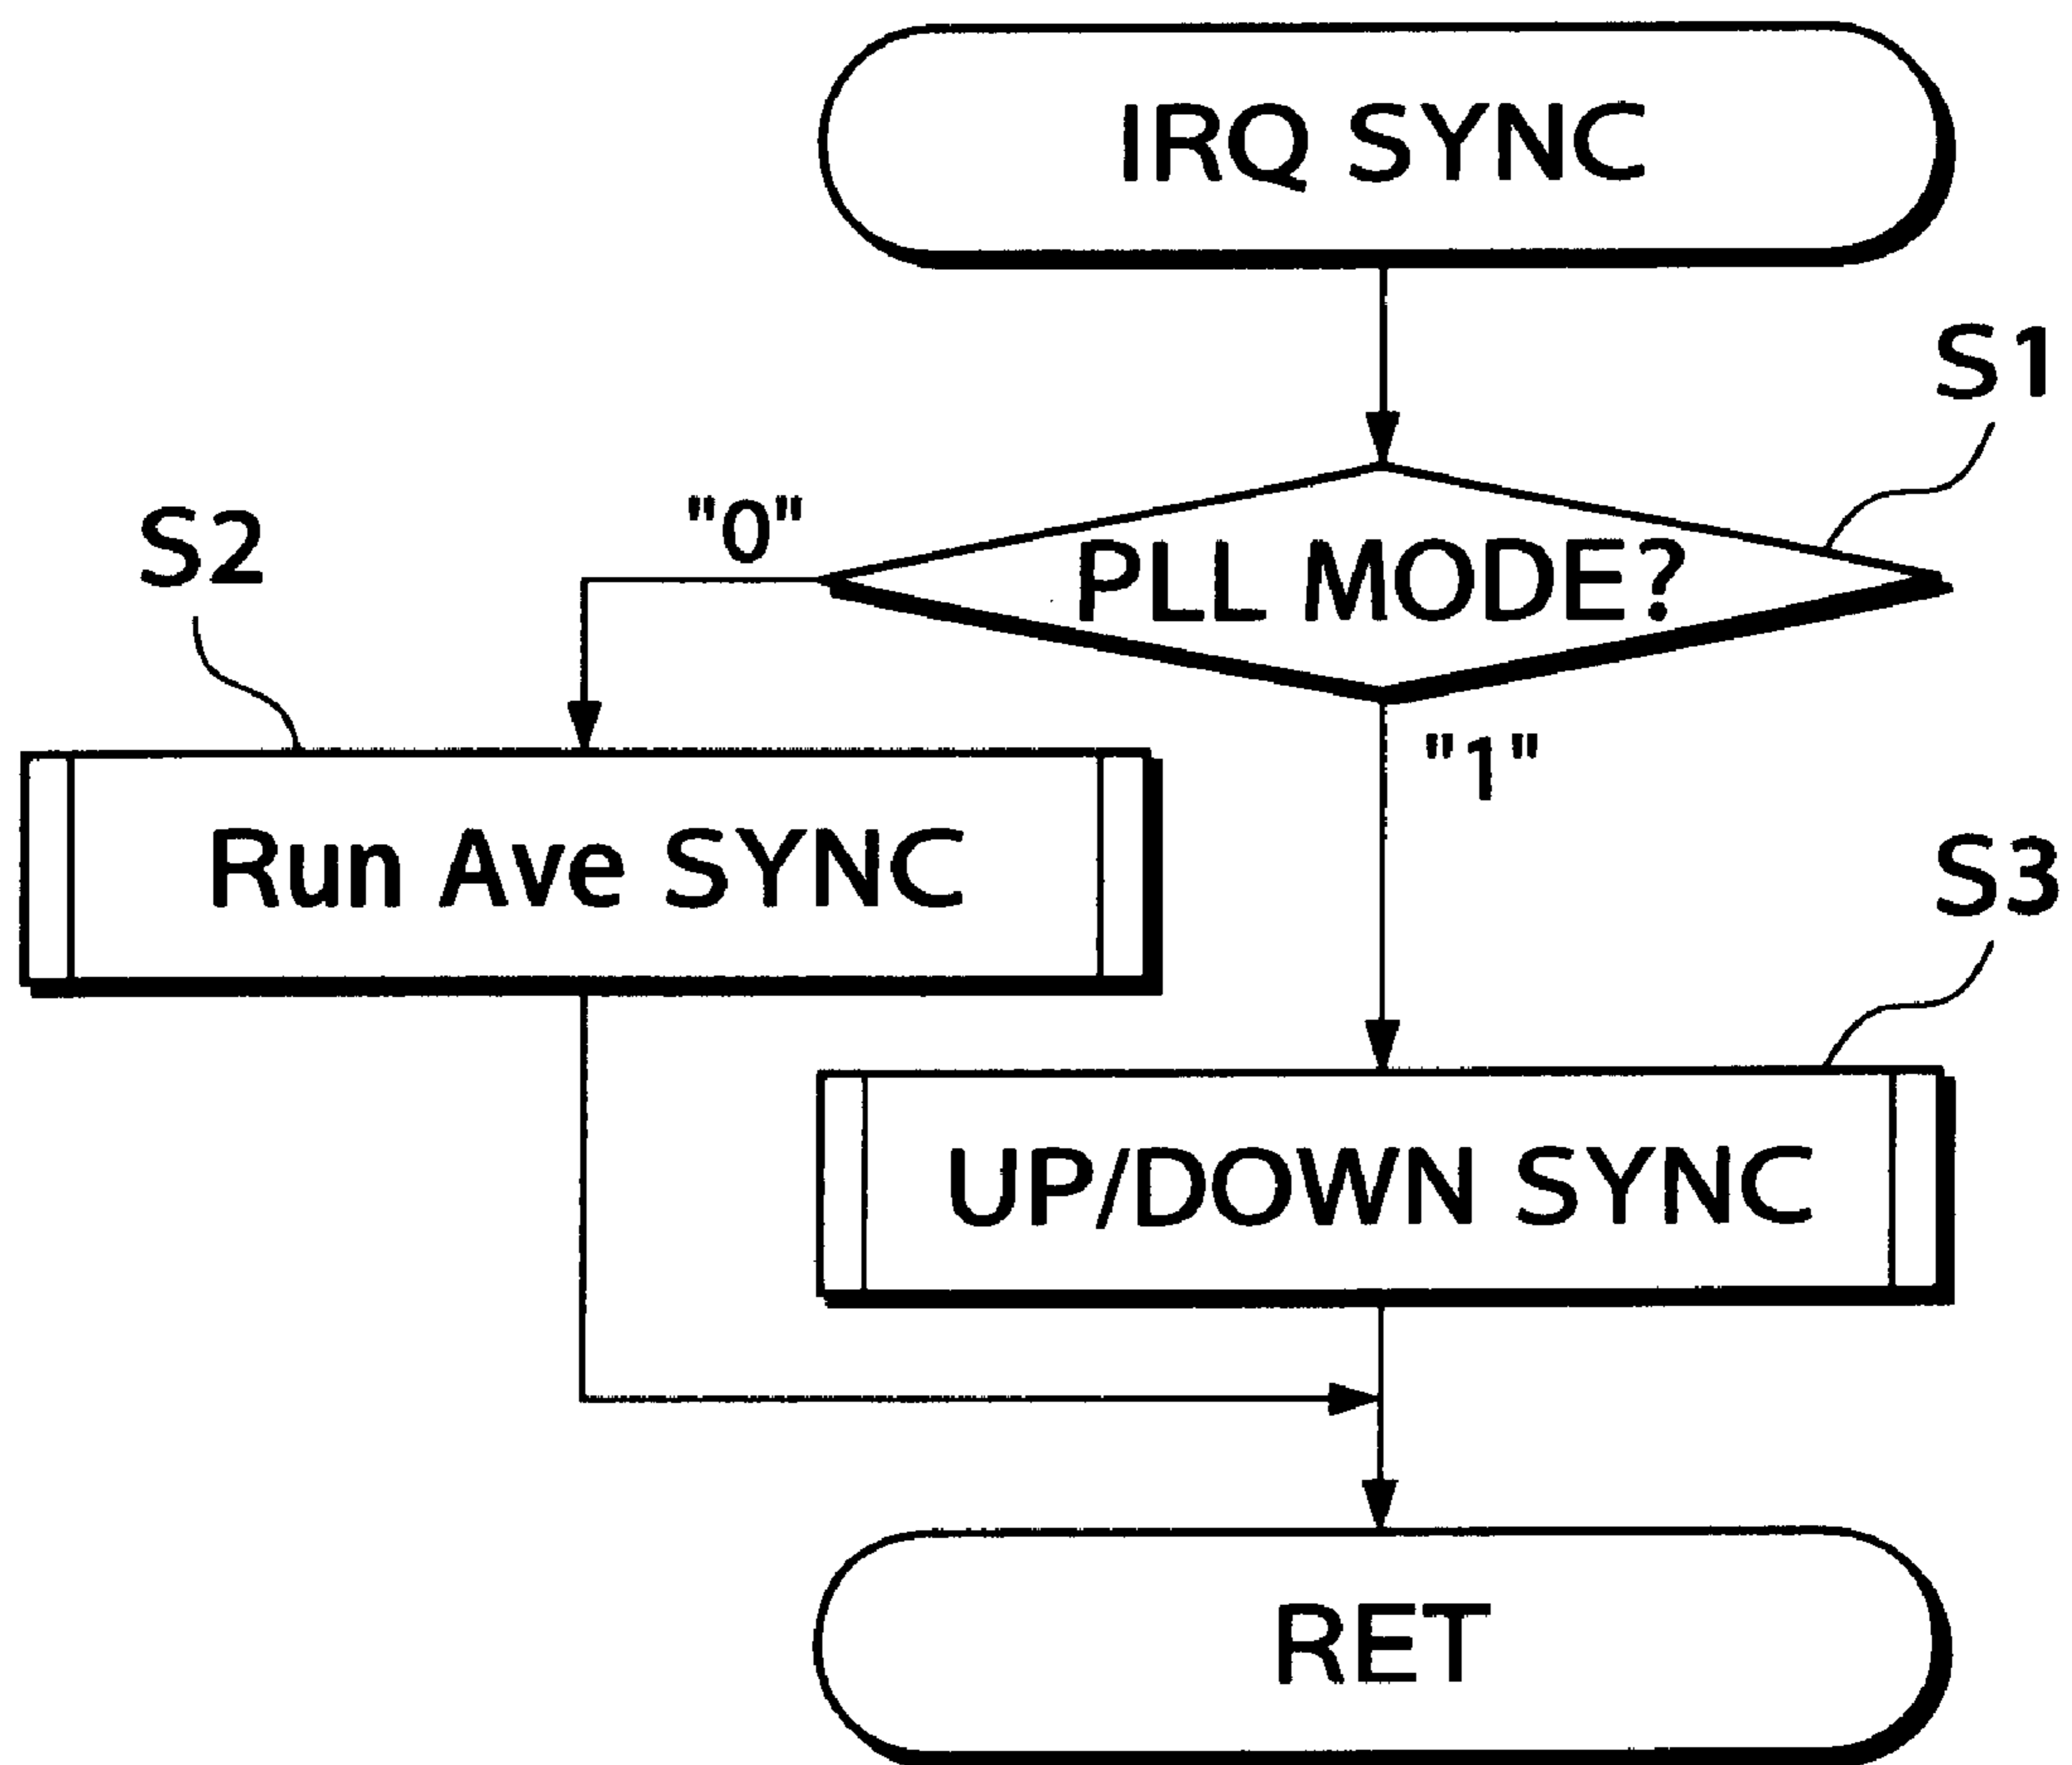 IRQ SYNC
S1
PLL MODE?
"0"
S2
"1"
Run Ave SYNC
S3
UP/DOWN SYNC
RET